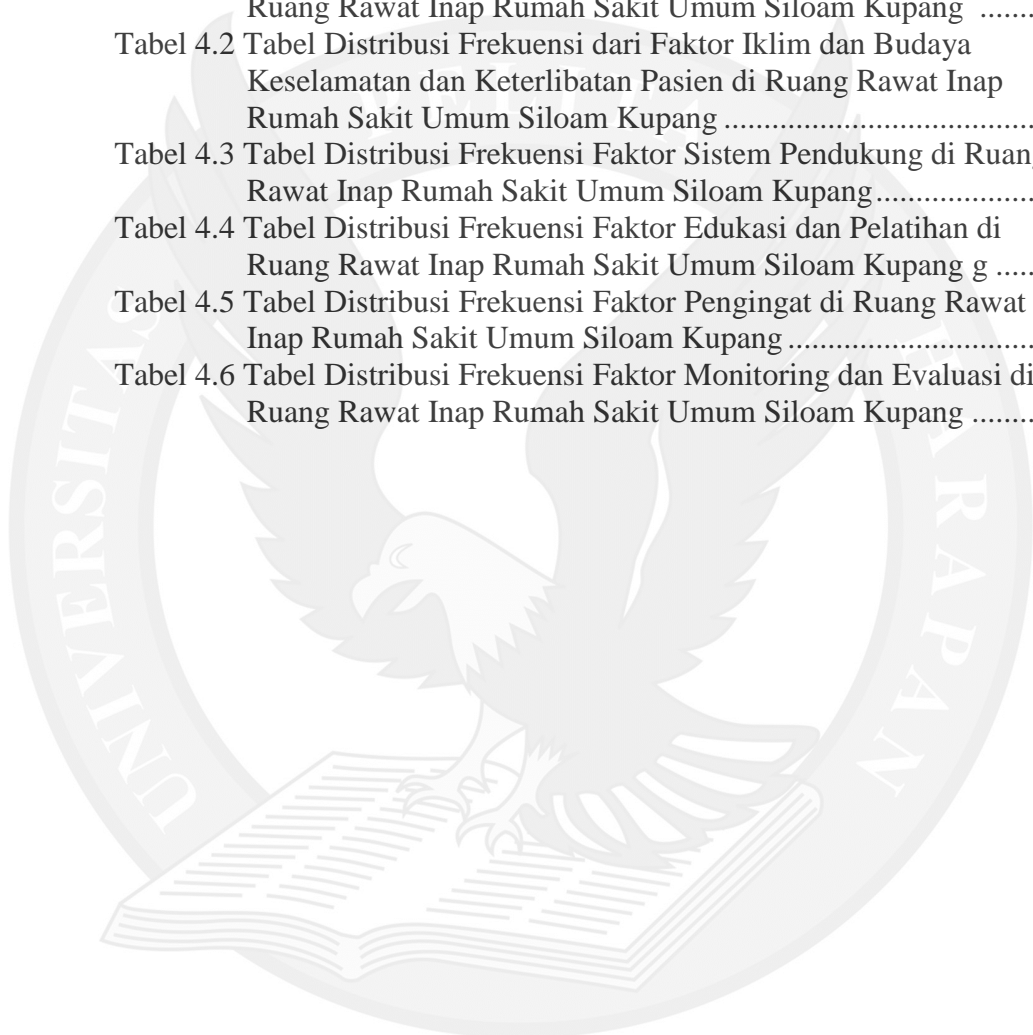 Ruang Rawat Inap Rumah Sakit Umum Siloam Kupang ........
Tabel 4.2 Tabel Distribusi Frekuensi dari Faktor Iklim dan Budaya
Keselamatan dan Keterlibatan Pasien di Ruang Rawat Inap
Rumah Sakit Umum Siloam Kupang ........................................
Tabel 4.3 Tabel Distribusi Frekuensi Faktor Sistem Pendukung di Ruang
Rawat Inap Rumah Sakit Umum Siloam Kupang.....................
Tabel 4.4 Tabel Distribusi Frekuensi Faktor Edukasi dan Pelatihan di
Ruang Rawat Inap Rumah Sakit Umum Siloam Kupang g ......
Tabel 4.5 Tabel Distribusi Frekuensi Faktor Pengingat di Ruang Rawat
Inap Rumah Sakit Umum Siloam Kupang ................................
Tabel 4.6 Tabel Distribusi Frekuensi Faktor Monitoring dan Evaluasi di
Ruang Rawat Inap Rumah Sakit Umum Siloam Kupang .........
UNIVERSITAS PELITA HARAPAN